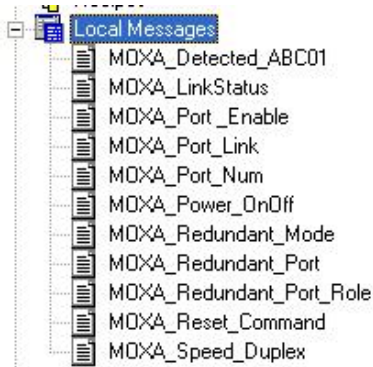 Local Messages
MOXA_Detected_ABC01
MOXA_LinkStatus
MOXA_Port _Enable
MOXA_Port_Link
MOXA_Port_Num
MOXA_Power_OnOff
MOXA_Redundant_Mode
MOXA_Redundant_Port
MOXA_Redundant_Port_Role
MOXA_Reset_Command
MOXA_Speed_Duplex